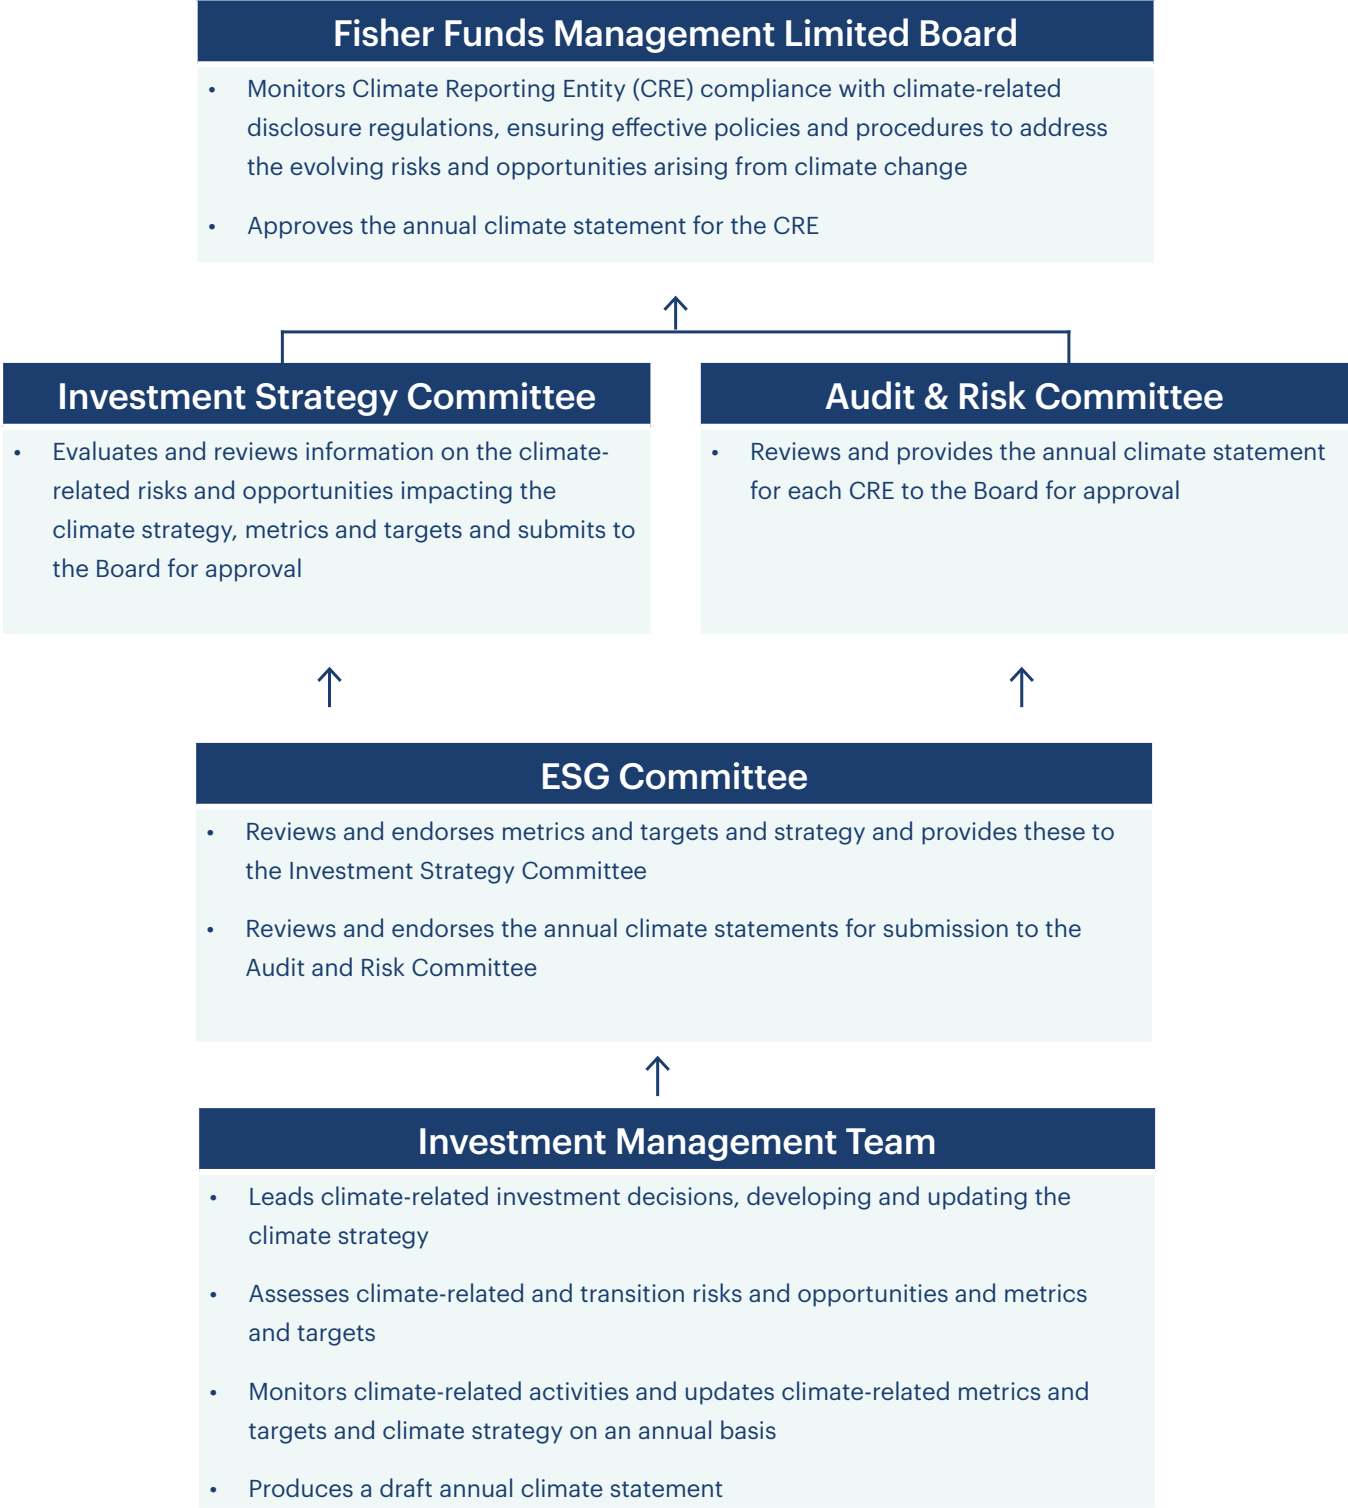 Fisher Funds Management Limited Board
• Monitors Climate Reporting Entity (CRE) compliance with climate-related
disclosure regulations, ensuring effective policies and procedures to address
the evolving risks and opportunities arising from climate change
• Approves the annual climate statement for the CRE
Investment Strategy Committee
• Evaluates and reviews information on the climate-
related risks and opportunities impacting the
climate strategy, metrics and targets and submits to
the Board for approval
Audit & Risk Committee
• Reviews and provides the annual climate statement
for each CRE to the Board for approval
ESG Committee
• Reviews and endorses metrics and targets and strategy and provides these to
the Investment Strategy Committee
• Reviews and endorses the annual climate statements for submission to the
Audit and Risk Committee
Investment Management Team
• Leads climate-related investment decisions, developing and updating the
climate strategy
• Assesses climate-related and transition risks and opportunities and metrics
and targets
• Monitors climate-related activities and updates climate-related metrics and
targets and climate strategy on an annual basis
• Produces a draft annual climate statement